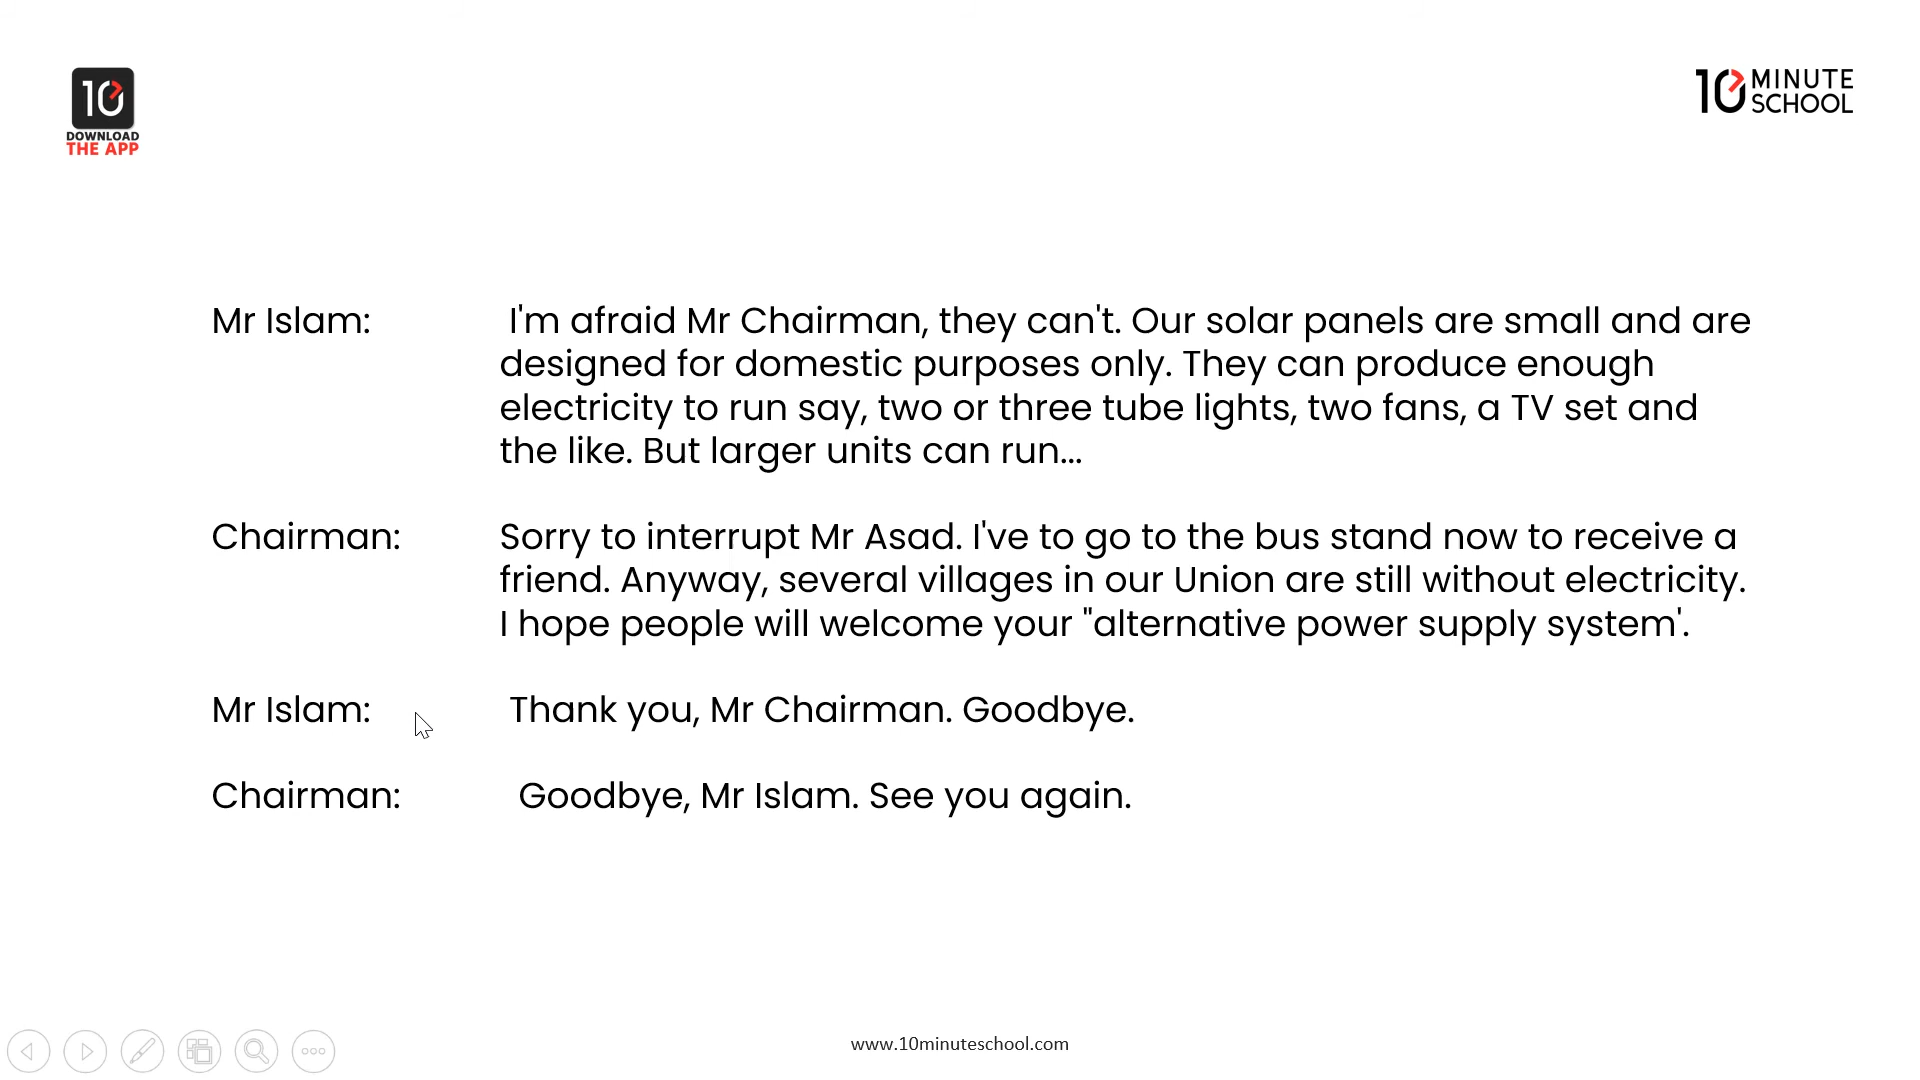 10
DOWNLOAD
THE APP
10 MINUTE
SCHOOL
Mr Islam: I'm afraid Mr Chairman, they can't. Our solar panels are small and are
designed for domestic purposes only. They can produce enough
electricity to run say, two or three tube lights, two fans, a TV set and
the like. But larger units can run...
Chairman: Sorry to interrupt Mr Asad. I've to go to the bus stand now to receive a
friend. Anyway, several villages in our Union are still without electricity.
I hope people will welcome your "alternative power supply system'.
Mr Islam: Thank you, Mr Chairman. Goodbye.
Chairman: Goodbye, Mr Islam. See you again.
www.10minuteschool.com